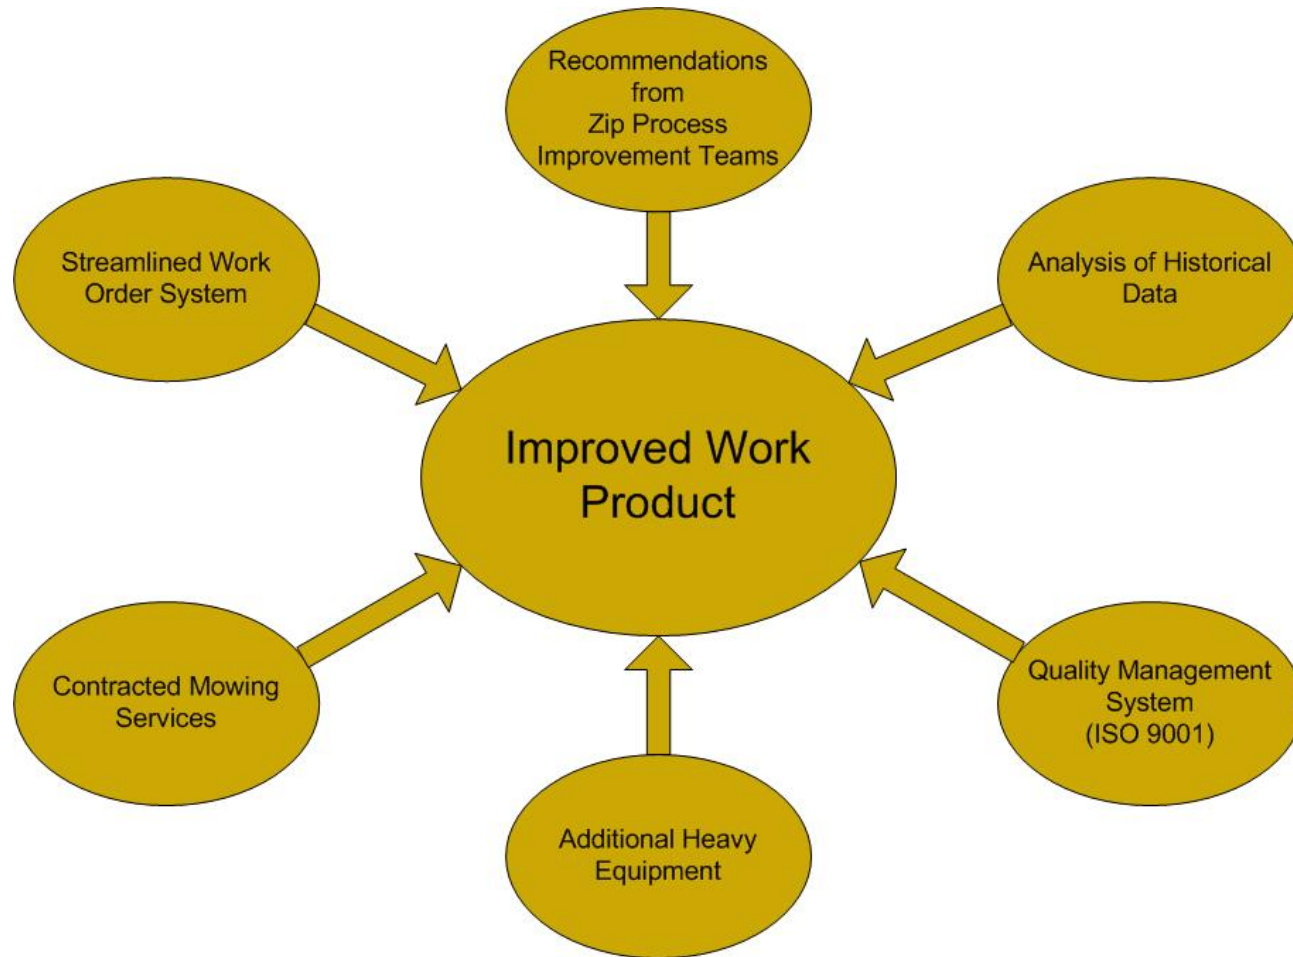 Recommendations
from
Zip Process
Improvement Teams
Streamlined Work
Order System
Analysis of Historical
Data
Improved Work
Product
Contracted Mowing
Services
Quality Management
System
(ISO 9001)
Additional Heavy
Equipment